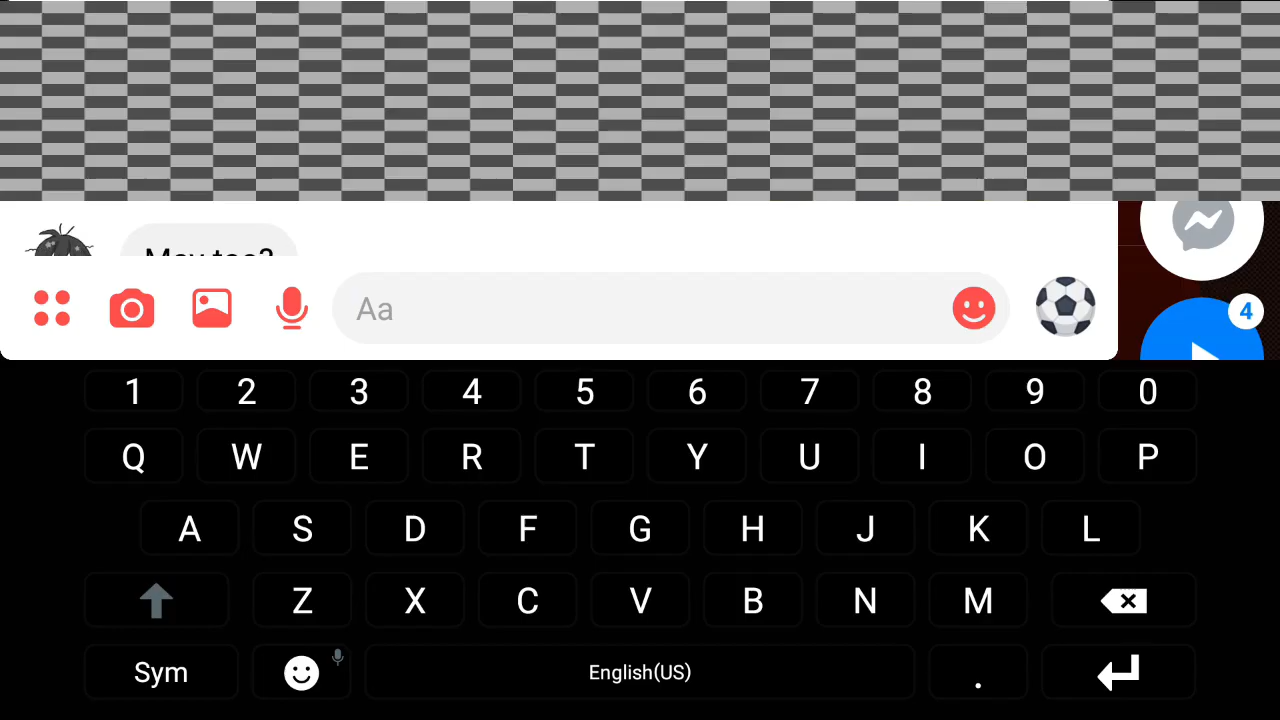 Aa
4
1 2 3 4 5 6 7 8 9 0
Q W E R T Y U I O P
A S D F G H J K L
Z X C V B N M
Sym English(US) .